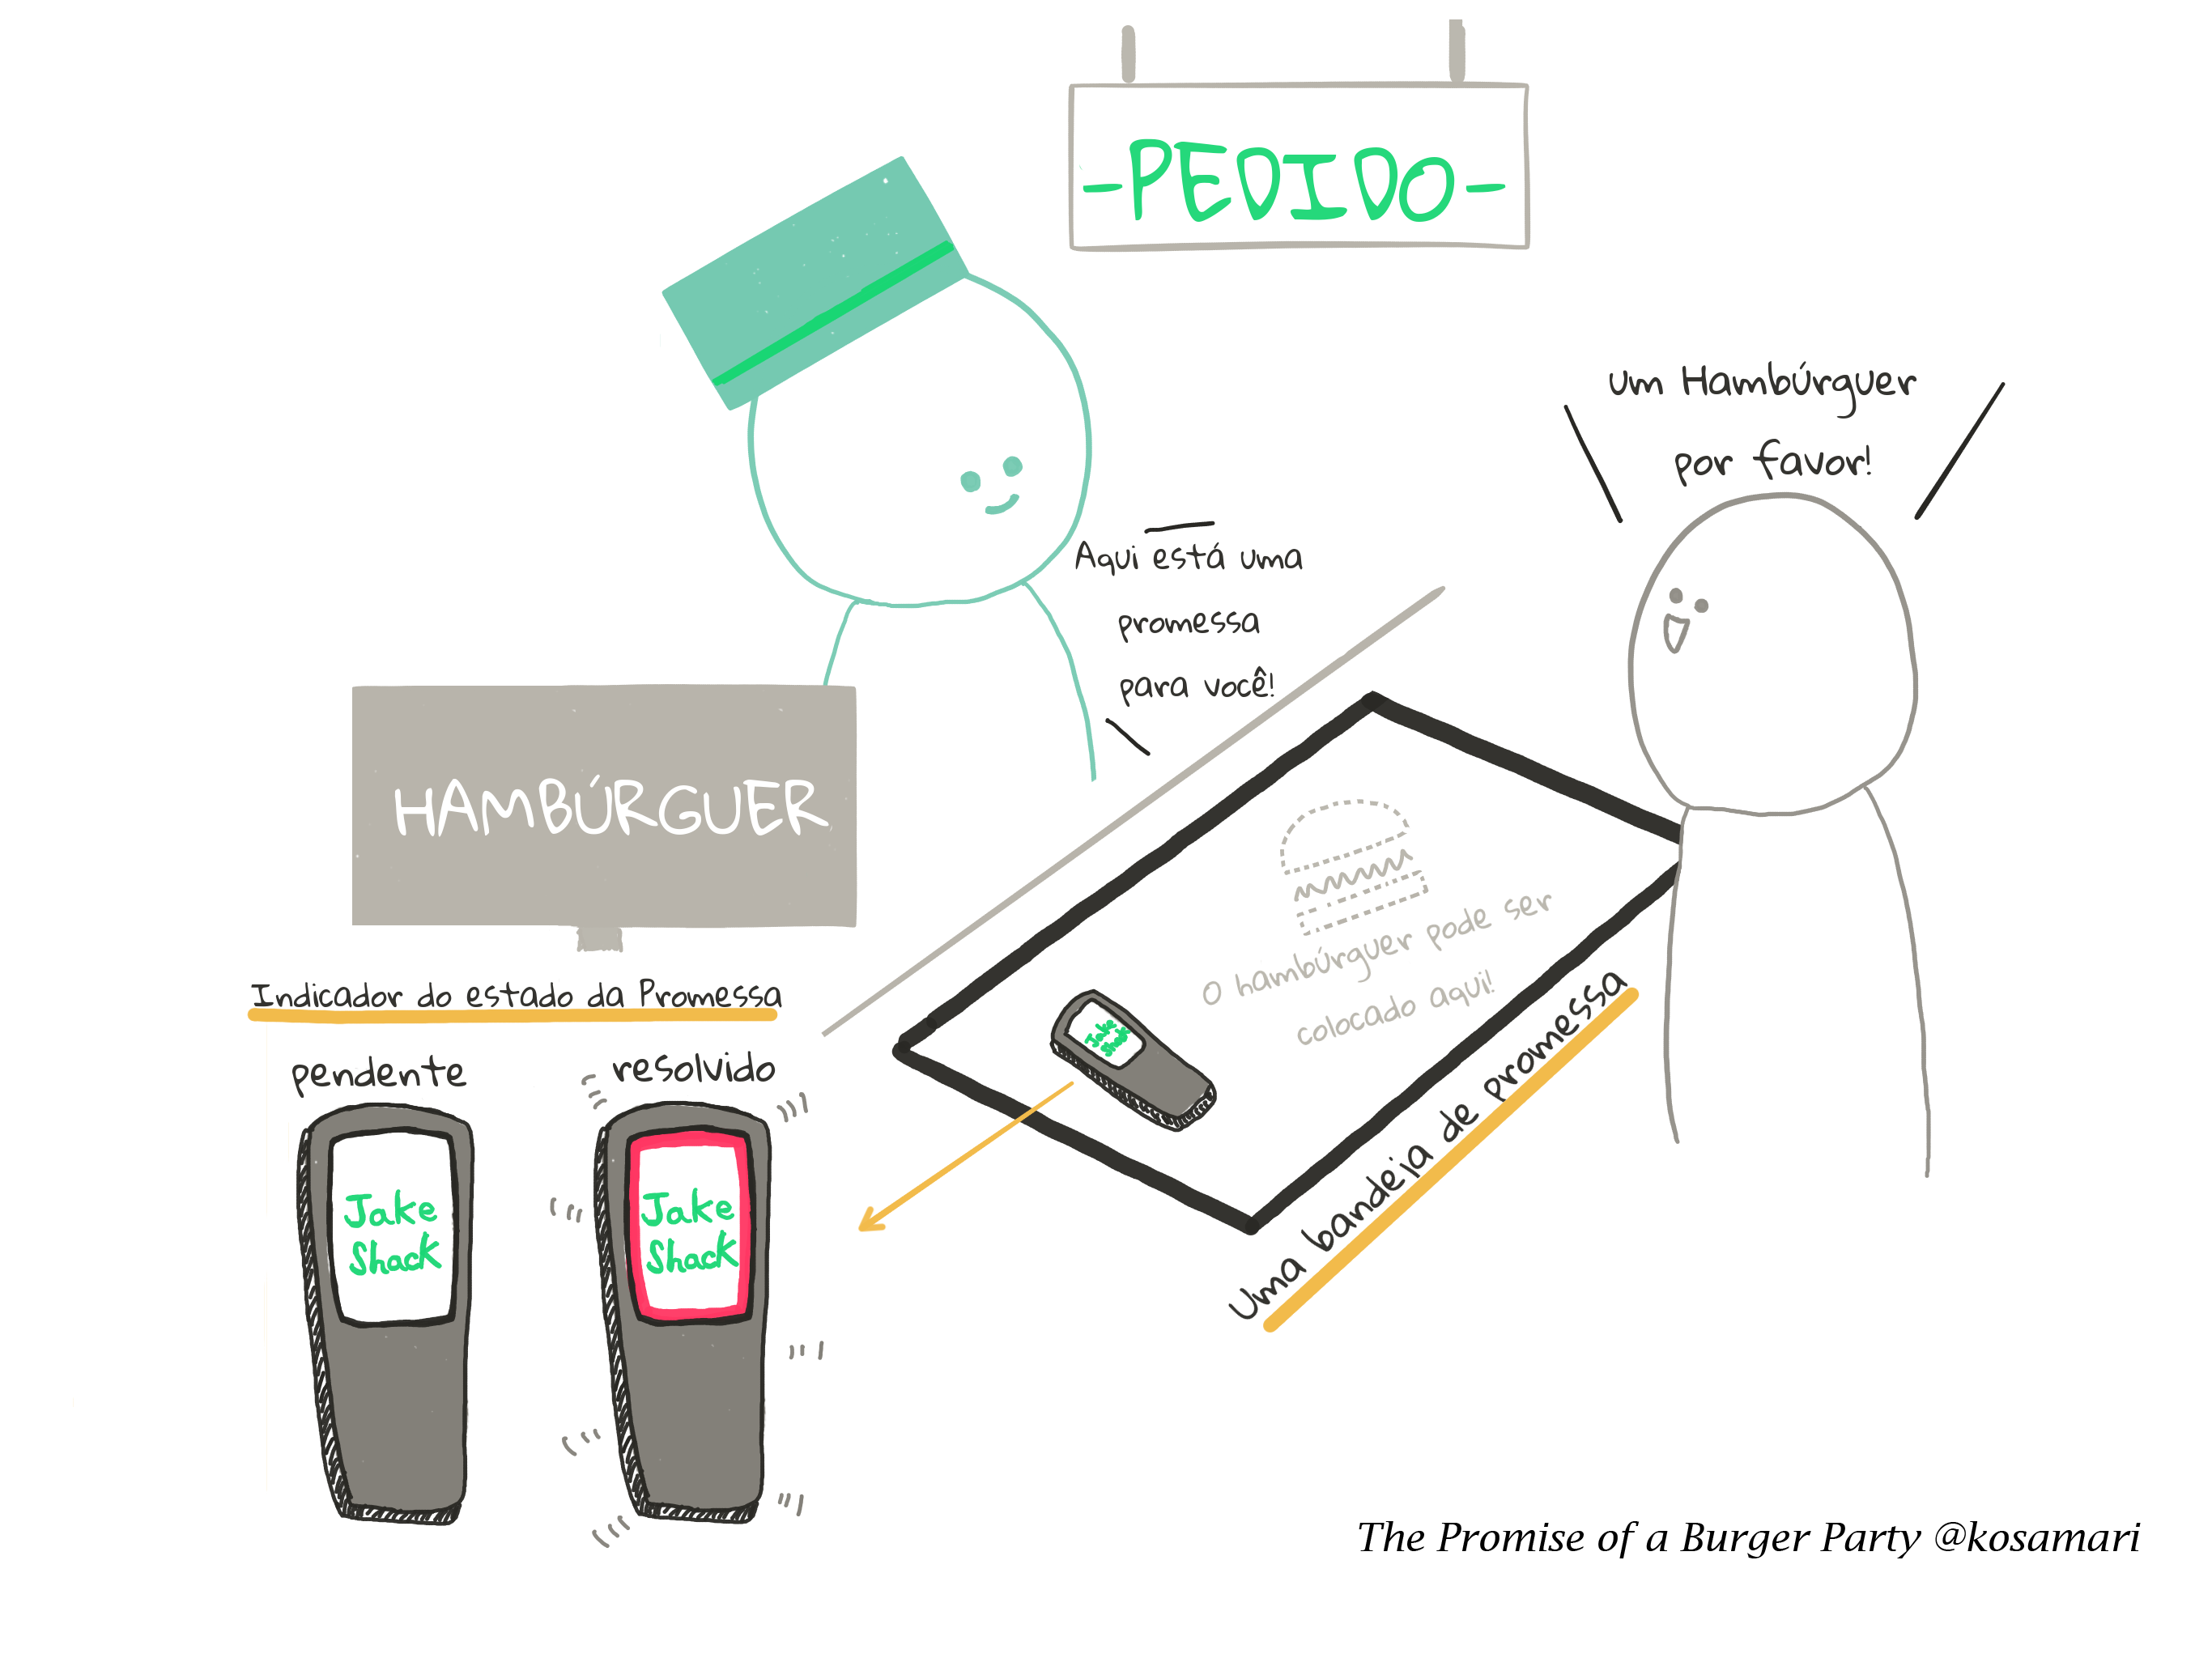 -PEDIDO-
um Hambúrguer
por favor!
Aqui está uma
promessa
para você!
HAMBÚRGUER
O hambúrguer pode ser
colocado aqui!
Jake
Shack
Uma bandeja de promessa
Indicador do estado da Promessa
pendente
resolvido
Jake
Shack
Jake
Shack
The Promise of a Burger Party @kosamari